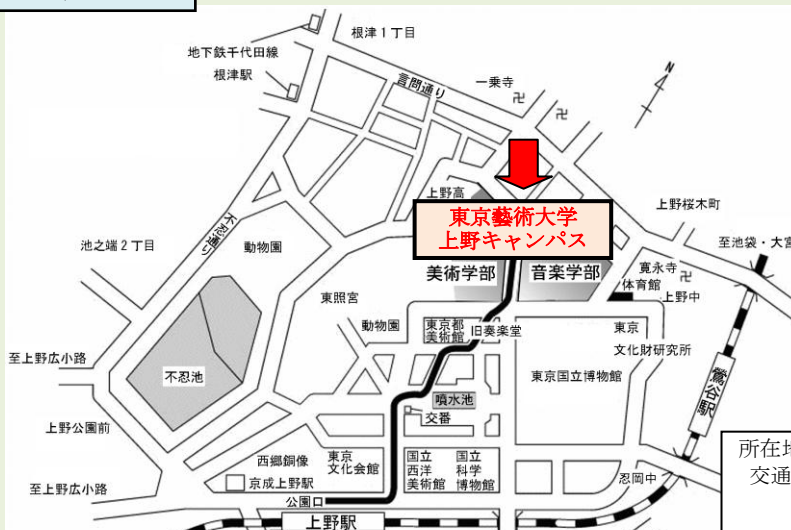 根津１丁目
地下鉄千代田線
根津駅
言問通り
一乗寺
卍
卍
N
上野高
上野桜木町
東京藝術大学
上野キャンパス
至池袋・大宮
不忍通り
池之端２丁目
動物園
美術学部
音楽学部
寛永寺
卍
体育館
上野中
東照宮
動物園
東京都
美術館
旧奏楽堂
東京
文化財研究所
至上野広小路
不忍池
東京国立博物館
鶯谷駅
噴水池
交番
上野公園前
西郷銅像
東京
文化会館
国立
西洋
美術館
国立
科学
博物館
忍岡中
所在地
交通
京成上野駅
至上野広小路
公園口
上野駅